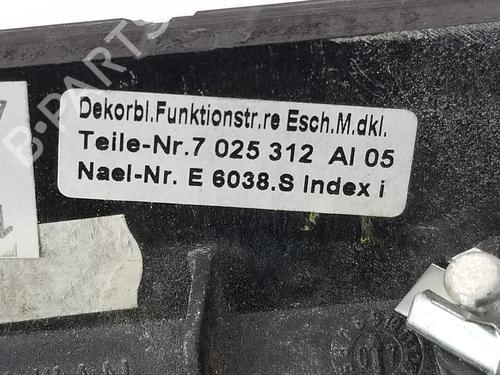 Dekorbl.Funktionstr.re Esch.M.dkl.
Teile-Nr.7 025 312 AI 05
Nael-Nr. E 6038.S Index i
B-PARTS